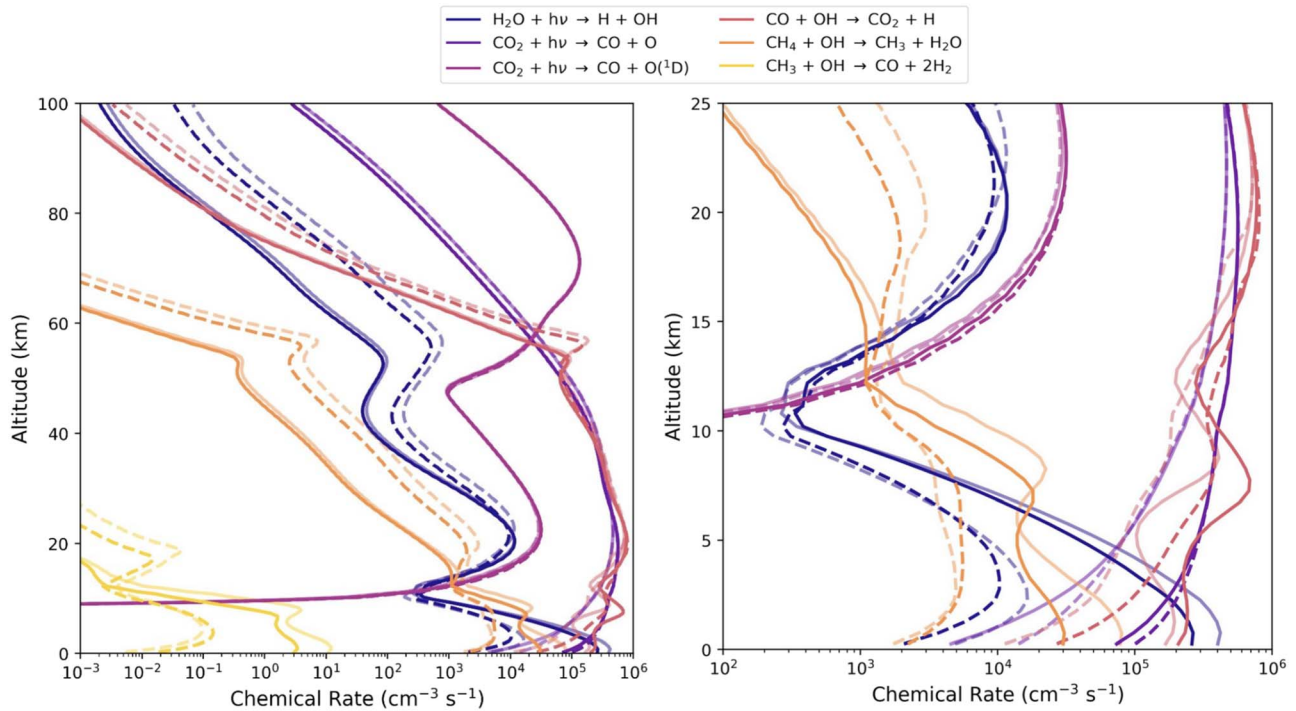 H₂O + hν → H + OH
CO₂ + hν → CO + O
CO₂ + hν → CO + O(¹D)
CO + OH → CO₂ + H
CH₄ + OH → CH₃ + H₂O
CH₃ + OH → CO + 2H₂
100
80
60
40
20
0
Altitude (km)
10⁻³
10⁻²
10⁻¹
10⁰
10¹
10²
10³
10⁴
10⁵
10⁶
Chemical Rate (cm⁻³ s⁻¹)
25
20
15
10
5
0
Altitude (km)
10²
10³
10⁴
10⁵
10⁶
Chemical Rate (cm⁻³ s⁻¹)